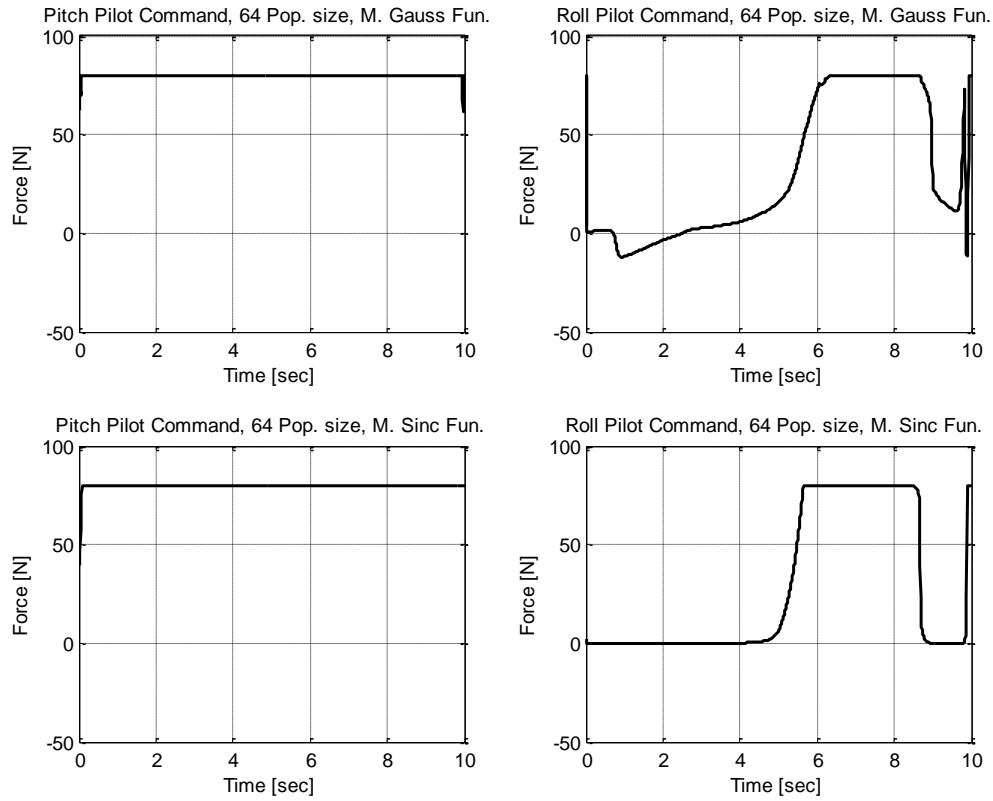 Pitch Pilot Command, 64 Pop. size, M. Gauss Fun.
100
50
0
-50
Force [N]
0 2 4 6 8 10
Time [sec]
Roll Pilot Command, 64 Pop. size, M. Gauss Fun.
100
50
0
-50
Force [N]
0 2 4 6 8 10
Time [sec]
Pitch Pilot Command, 64 Pop. size, M. Sinc Fun.
100
50
0
-50
Force [N]
0 2 4 6 8 10
Time [sec]
Roll Pilot Command, 64 Pop. size, M. Sinc Fun.
100
50
0
-50
Force [N]
0 2 4 6 8 10
Time [sec]